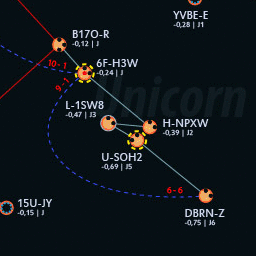 YVBE-E
-0,28 | J1
B17O-R
-0,12 | J
6F-H3W
-0,24 | J
10-1
9-1
Unicorn
L-1SW8
-0,47 | J3
H-NPXW
-0,39 | J2
U-SOH2
-0,69 | J5
6-6
15U-JY
-0,15 | J
DBRN-Z
-0,75 | J6